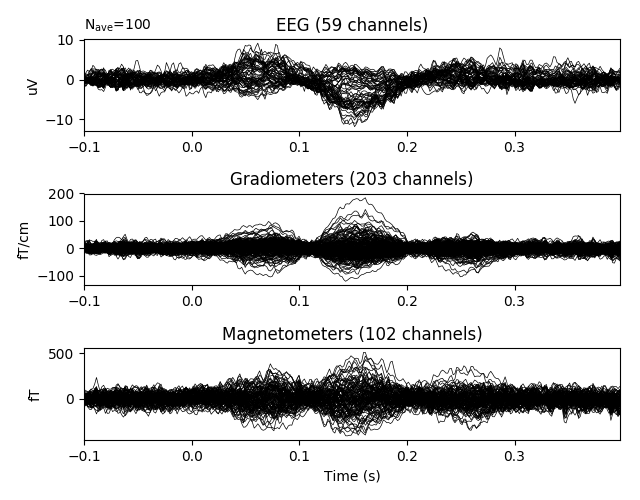 N_ave=100
EEG (59 channels)
10
0
−10
uV
−0.1 0.0 0.1 0.2 0.3
Gradiometers (203 channels)
200
100
0
−100
fT/cm
−0.1 0.0 0.1 0.2 0.3
Magnetometers (102 channels)
500
0
fT
−0.1 0.0 0.1 0.2 0.3
Time (s)